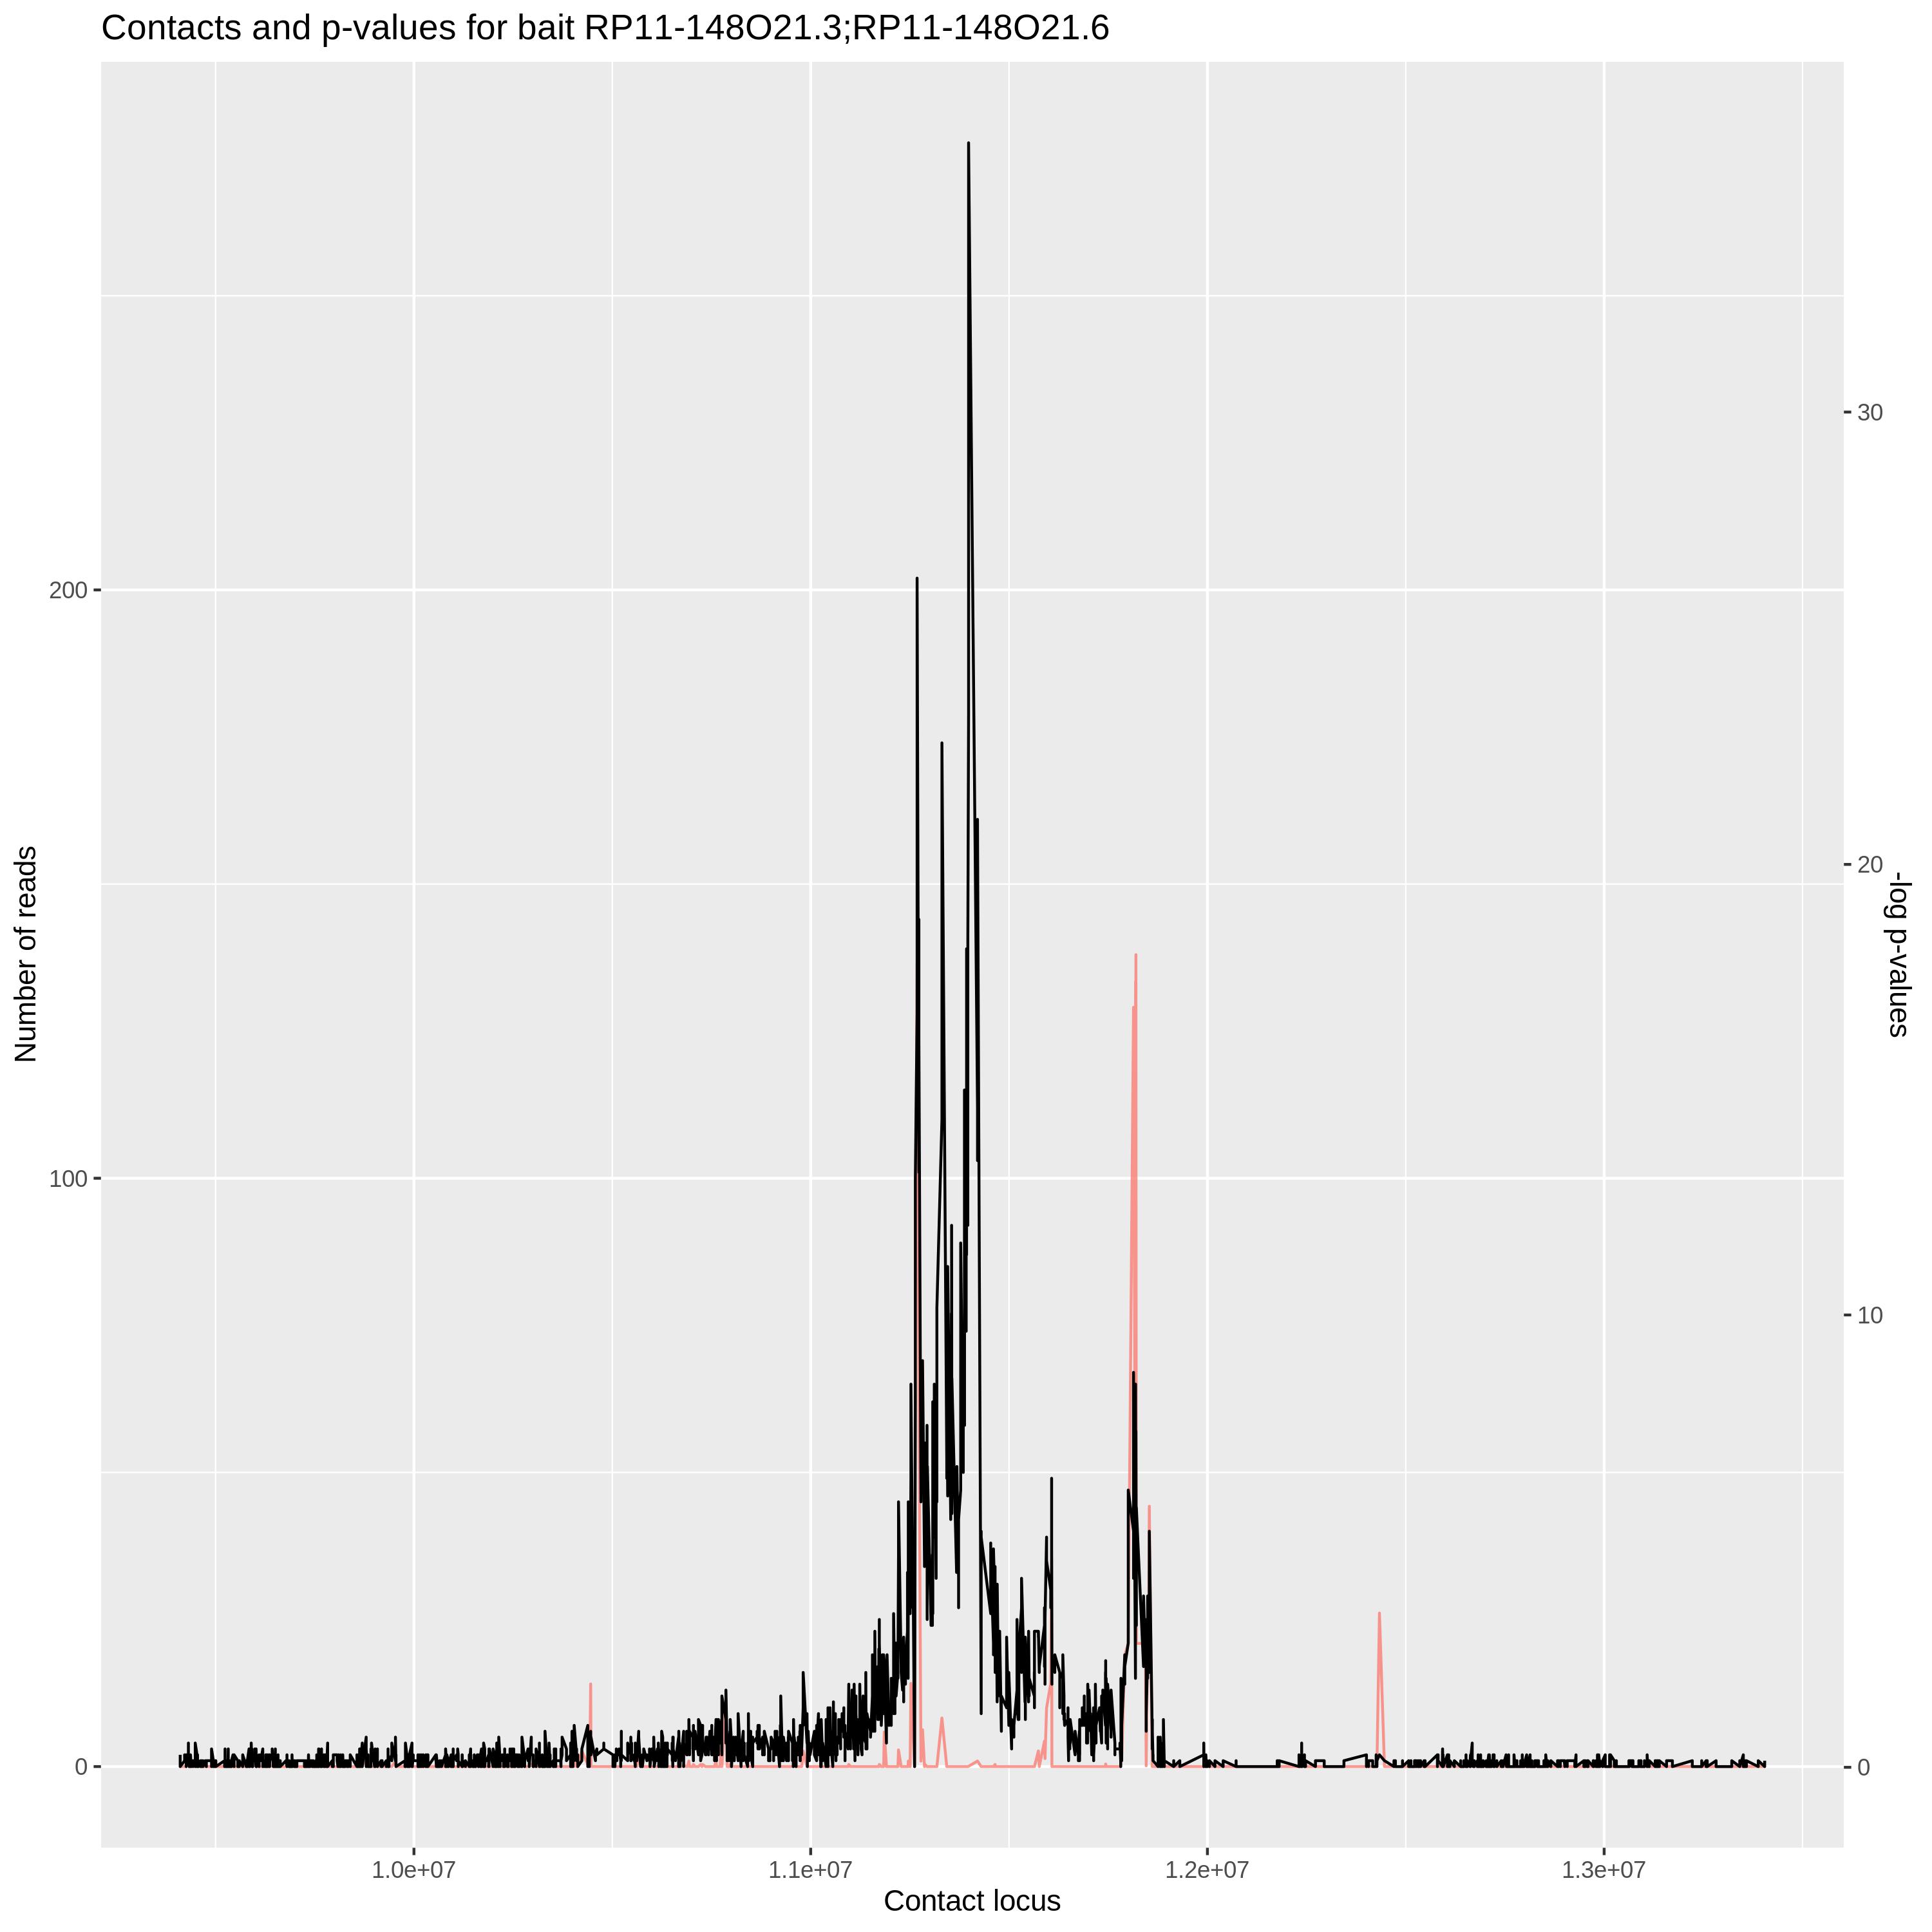 Contacts and p-values for bait RP11-148O21.3;RP11-148O21.6
Number of reads
200
100
0
30
20
10
0
-log p-values
1.0e+07
1.1e+07
1.2e+07
1.3e+07
Contact locus